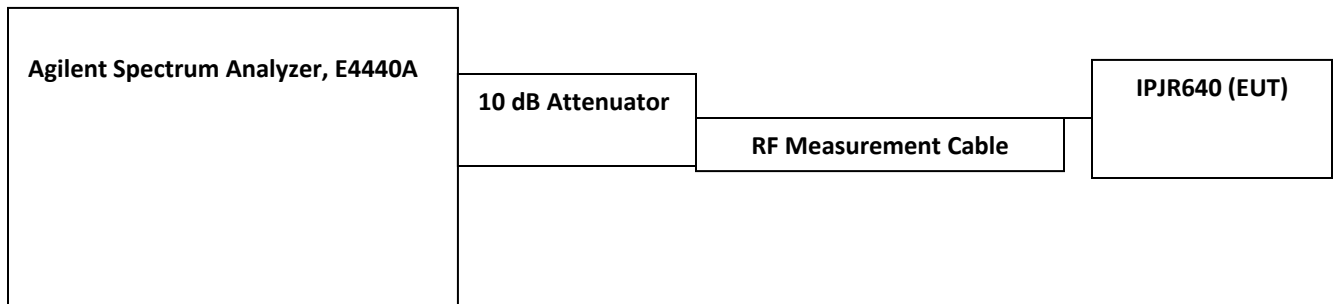 Agilent Spectrum Analyzer, E4440A
10 dB Attenuator
RF Measurement Cable
IPJR640 (EUT)